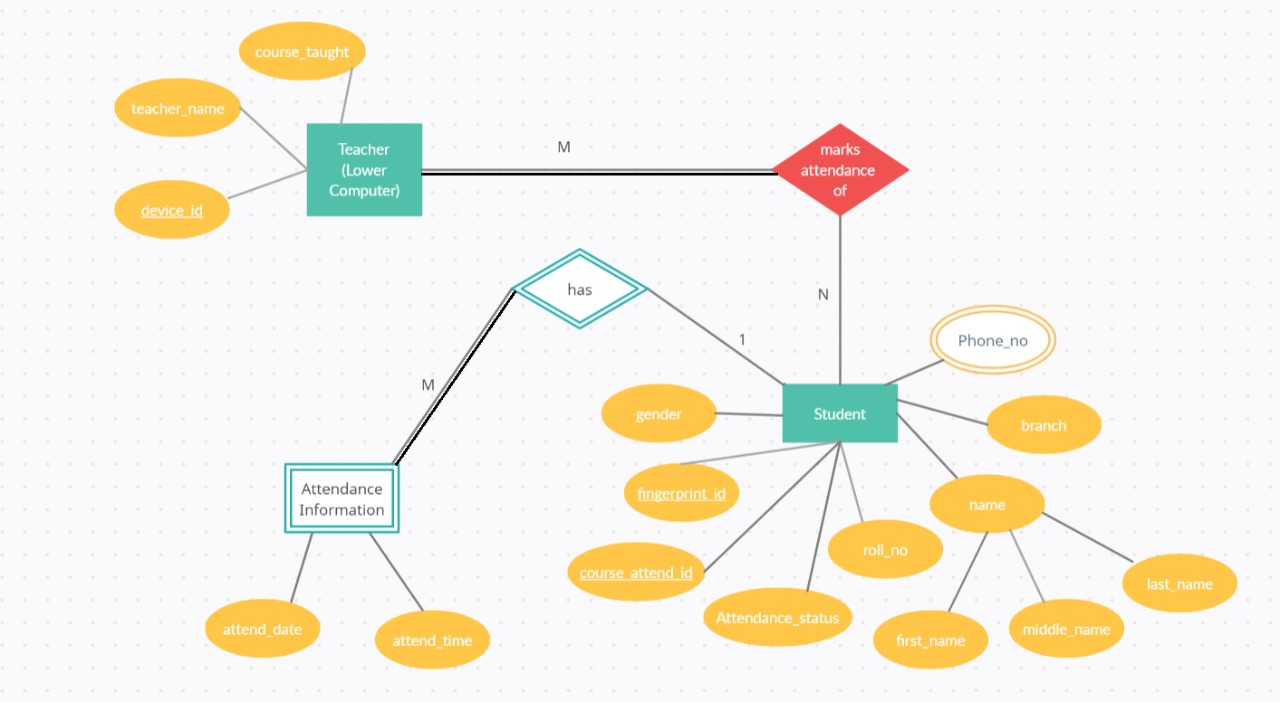 course_taught
teacher_name
device_id
Teacher
(Lower
Computer)
M
marks
attendance
of
N
has
1
M
Phone_no
gender
Student
branch
fingerprint_id
name
Attendance
Information
roll_no
course_attend_id
last_name
Attendance_status
attend_date
attend_time
first_name
middle_name